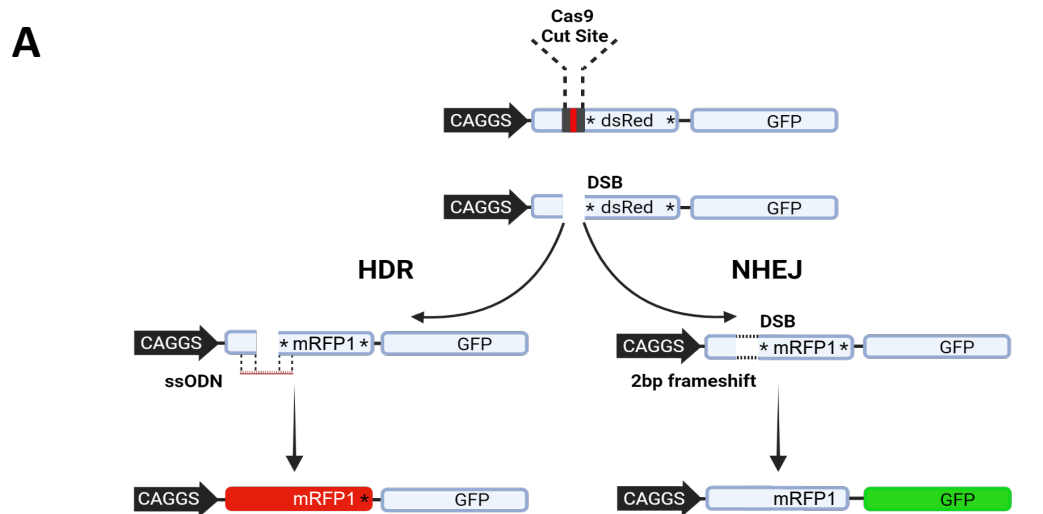 A
Cas9
Cut Site
CAGGS * dsRed * GFP
DSB
CAGGS * dsRed * GFP
HDR NHEJ
DSB
CAGGS * mRFP1 * GFP CAGGS * mRFP1 * GFP
ssODN 2bp frameshift
CAGGS mRFP1 * GFP CAGGS mRFP1 GFP